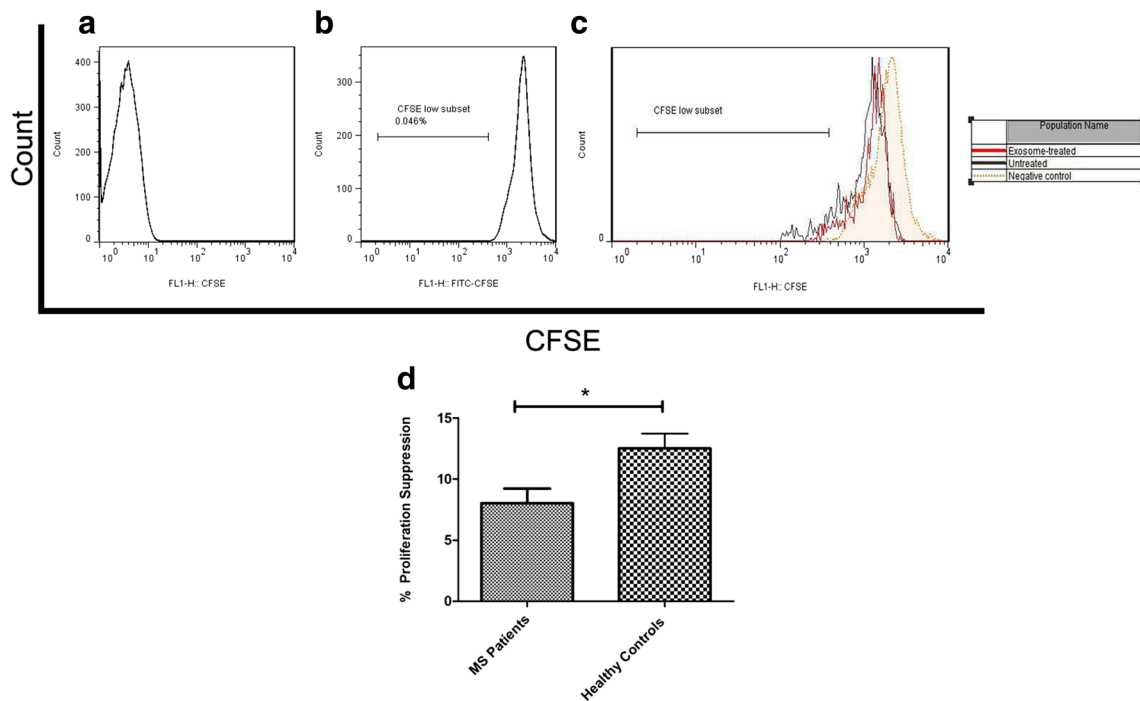 a
b
c
Count
400
300
200
100
0
Count
10^0
10^1
10^2
10^3
10^4
FL1-H:: CFSE
300
200
100
0
Count
CFSE low subset
0.046%
10^0
10^1
10^2
10^3
10^4
FL1-H:: FITC-CFSE
Count
0
CFSE low subset
10^0
10^1
10^2
10^3
10^4
FL1-H:: CFSE
Population Name
Exosome-treated
Untreated
Negative control
CFSE
d
*
% Proliferation Suppression
15
10
5
0
MS Patients
Healthy Controls